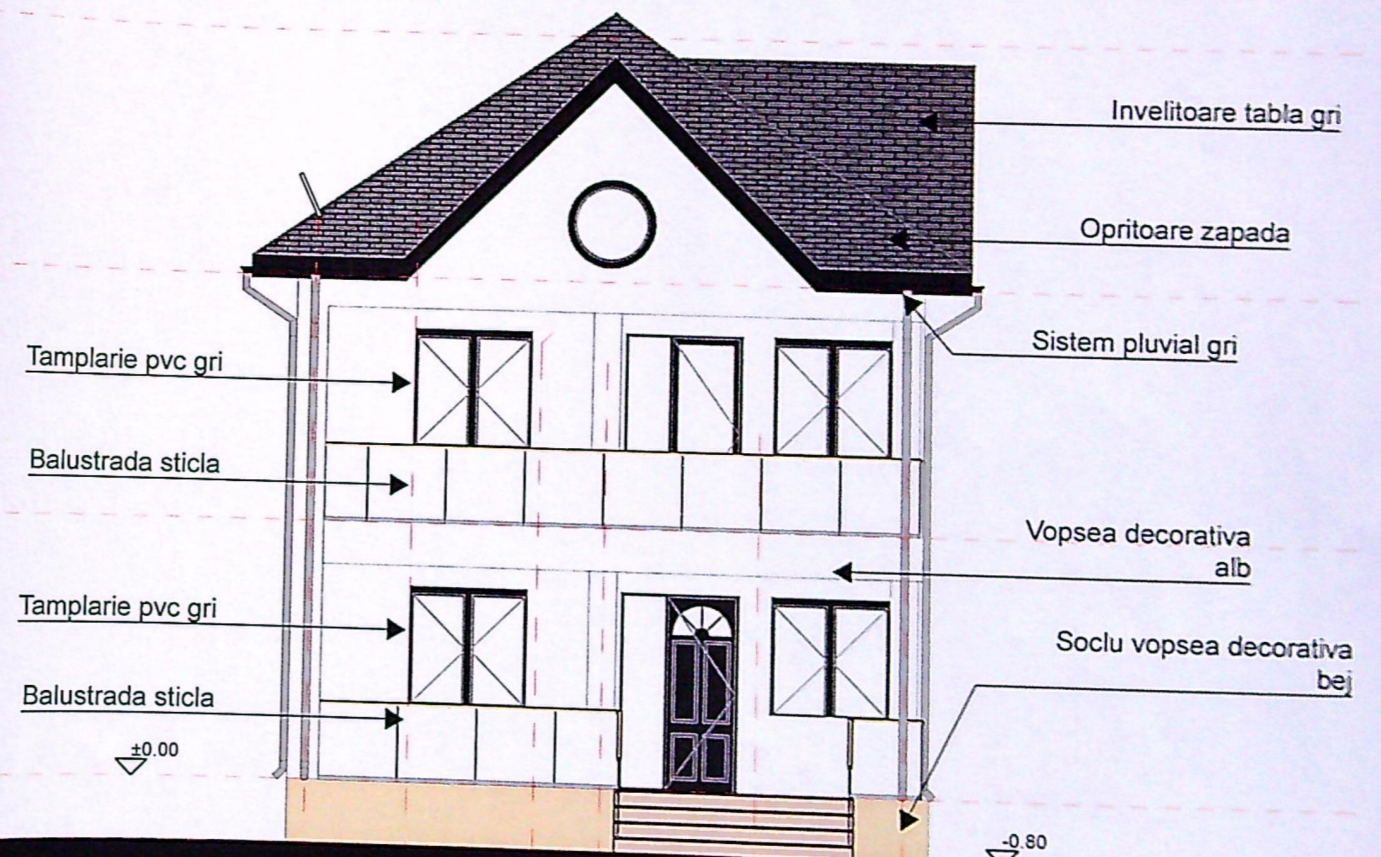 Invelitoare tabla gri
Opritoare zapada
Sistem pluvial gri
Tamplarie pvc gri
Balustrada sticla
Vopsea decorativa
alb
Tamplarie pvc gri
Soclu vopsea decorativa
bej
Balustrada sticla
±0.00
-0.80